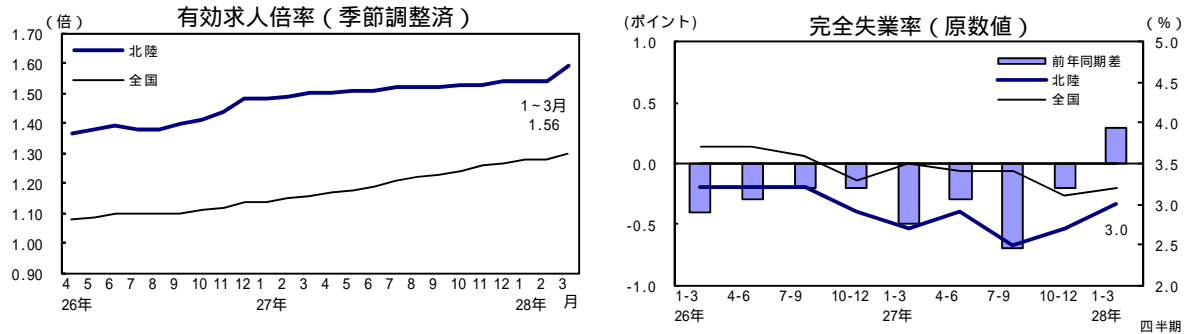 有効求人倍率(季節調整済)
(倍)
1.70
1.60
1.50
1.40
1.30
1.20
1.10
1.00
0.90
北陸
全国
1~3月
1.56
4 5 6 7 8 9 10 11 12 1 2 3 4 5 6 7 8 9 10 11 12 1 2 3
26年 27年 28年 月
完全失業率(原数値)
(ポイント) (%)
1.0
0.5
0.0
-0.5
-1.0
前年同期差
北陸
全国
3.0
5.0
4.5
4.0
3.5
3.0
2.5
2.0
1-3 4-6 7-9 10-12 1-3 4-6 7-9 10-12 1-3
26年 27年 28年
四半期